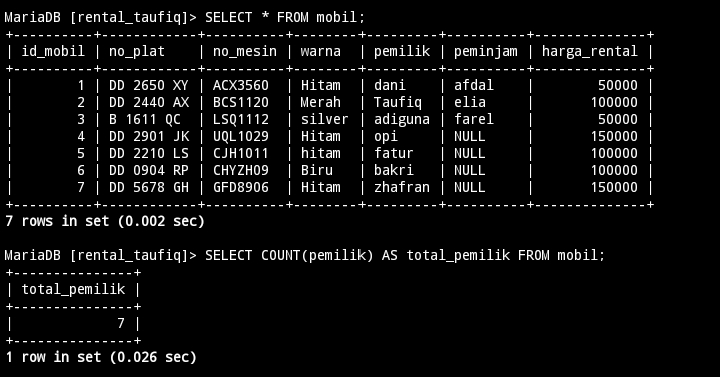 MariaDB [rental_taufiq]> SELECT * FROM mobil;
+----------+------------+----------+--------+---------+----------+--------------+
| id_mobil | no_plat    | no_mesin | warna  | pemilik | peminjam | harga_rental |
+----------+------------+----------+--------+---------+----------+--------------+
|        1 | DD 2650 XY | ACX3560  | Hitam  | dani    | afdal    |        50000 |
|        2 | DD 2440 AX | BCS1120  | Merah  | Taufiq  | elia     |       100000 |
|        3 | B 1611 QC  | LSQ1112  | silver | adiguna | farel    |        50000 |
|        4 | DD 2901 JK | UQL1029  | Hitam  | opi     | NULL     |       150000 |
|        5 | DD 2210 LS | CJH1011  | hitam  | fatur   | NULL     |       100000 |
|        6 | DD 0904 RP | CHYZH09  | Biru   | bakri   | NULL     |       100000 |
|        7 | DD 5678 GH | GFD8906  | Hitam  | zhafran | NULL     |       150000 |
+----------+------------+----------+--------+---------+----------+--------------+
7 rows in set (0.002 sec)
MariaDB [rental_taufiq]> SELECT COUNT(pemilik) AS total_pemilik FROM mobil;
+---------------+
| total_pemilik |
+---------------+
|             7 |
+---------------+
1 row in set (0.026 sec)